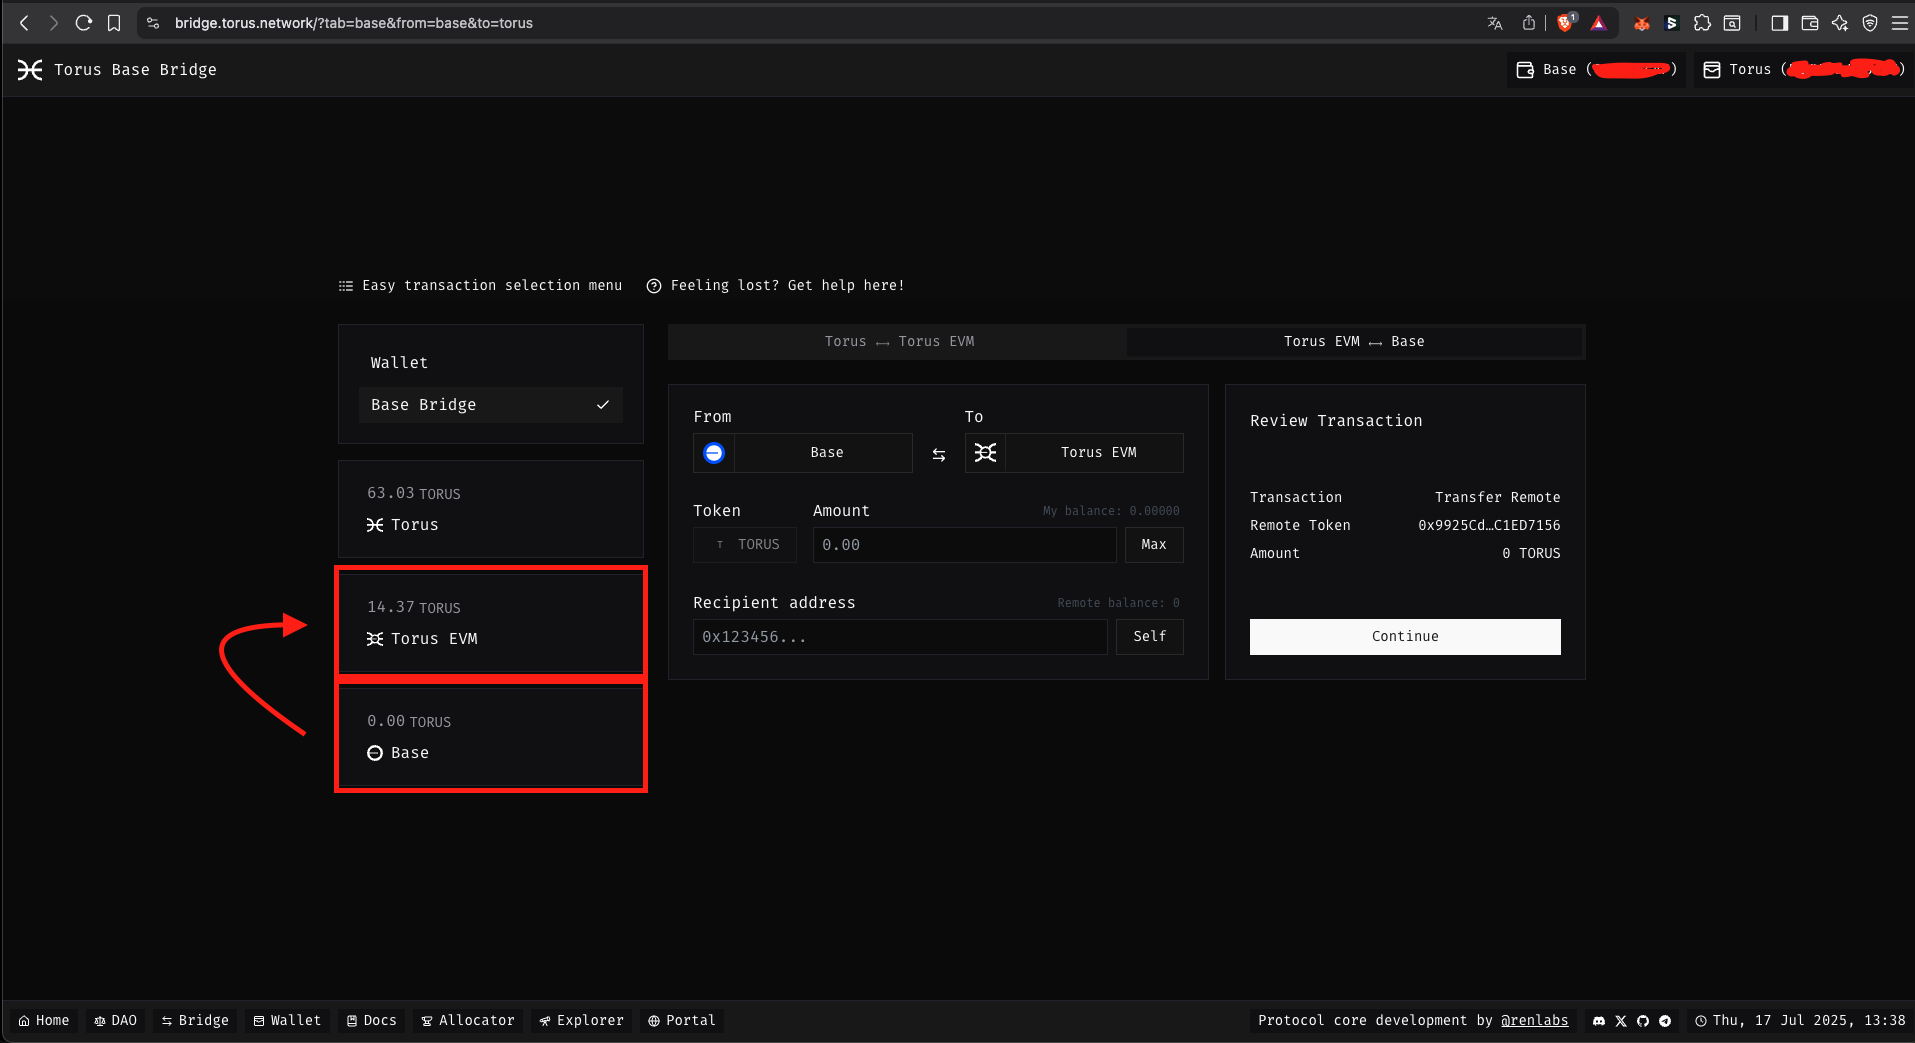 bridge.torus.network/?tab=base&from=base&to=torus
1
Torus Base Bridge
Base ( )
Torus ( )
Easy transaction selection menu
Feeling lost? Get help here!
Wallet
Base Bridge
63.03 TORUS
Torus
14.37 TORUS
Torus EVM
0.00 TORUS
Base
Torus ⟷ Torus EVM
Torus EVM ⟷ Base
From
To
Base
Torus EVM
Token
Amount
My balance: 0.00000
T TORUS
0.00
Max
Recipient address
Remote balance: 0
0x123456...
Self
Review Transaction
Transaction Transfer Remote
Remote Token 0x9925Cd…C1ED7156
Amount 0 TORUS
Continue
Home DAO Bridge Wallet Docs Allocator Explorer Portal
Protocol core development by @renlabs
Thu, 17 Jul 2025, 13:38